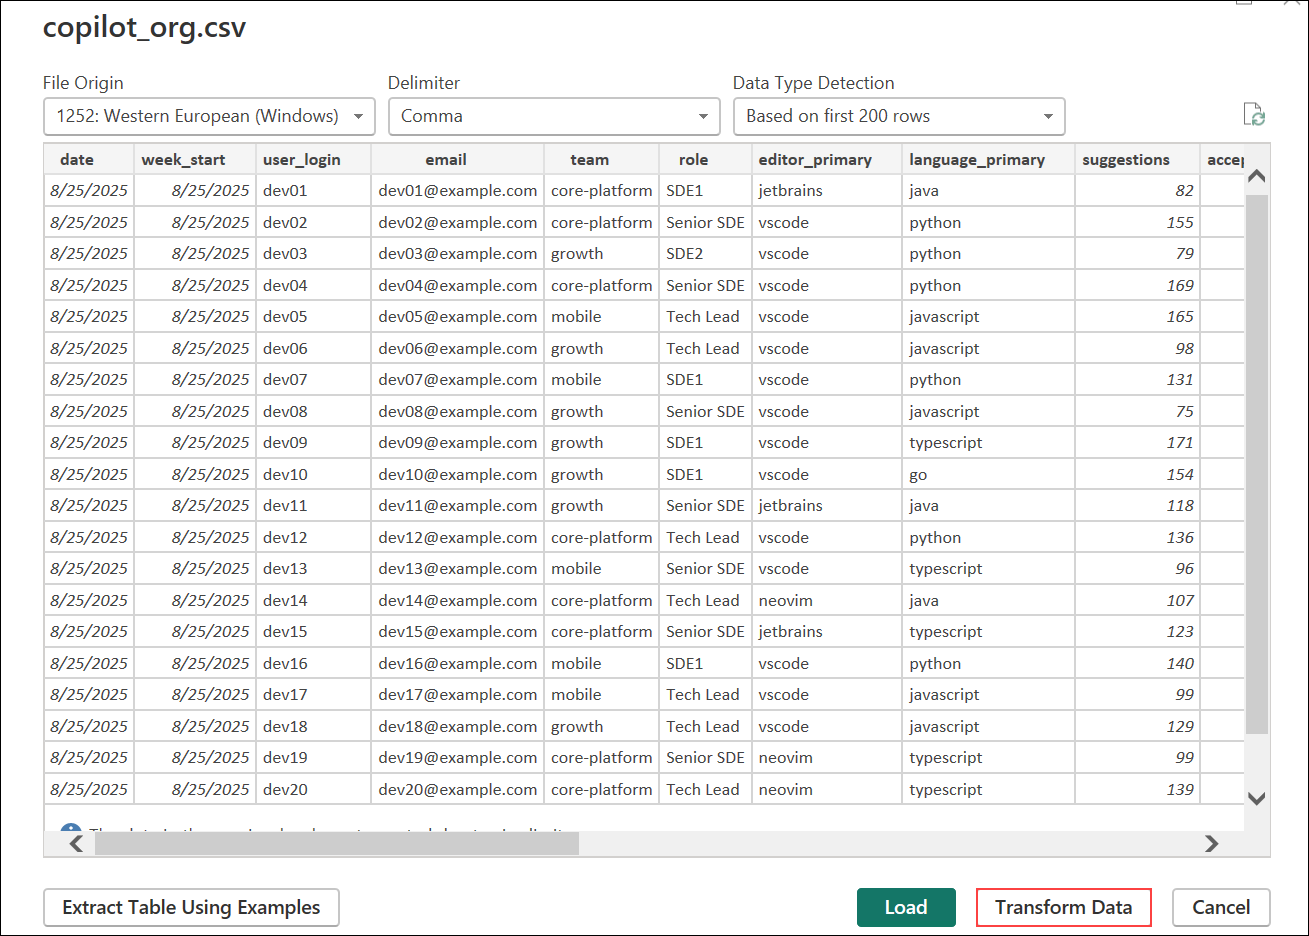 copilot_org.csv
File Origin Delimiter Data Type Detection
1252: Western European (Windows) Comma Based on first 200 rows
date week_start user_login email team role editor_primary language_primary suggestions
8/25/2025 8/25/2025 dev01 dev01@example.com core-platform SDE1 jetbrains java 82
8/25/2025 8/25/2025 dev02 dev02@example.com core-platform Senior SDE vscode python 155
8/25/2025 8/25/2025 dev03 dev03@example.com growth SDE2 vscode python 79
8/25/2025 8/25/2025 dev04 dev04@example.com core-platform Senior SDE vscode python 169
8/25/2025 8/25/2025 dev05 dev05@example.com mobile Tech Lead vscode javascript 165
8/25/2025 8/25/2025 dev06 dev06@example.com growth Tech Lead vscode javascript 98
8/25/2025 8/25/2025 dev07 dev07@example.com mobile SDE1 vscode python 131
8/25/2025 8/25/2025 dev08 dev08@example.com growth Senior SDE vscode javascript 75
8/25/2025 8/25/2025 dev09 dev09@example.com growth SDE1 vscode typescript 171
8/25/2025 8/25/2025 dev10 dev10@example.com growth SDE1 vscode go 154
8/25/2025 8/25/2025 dev11 dev11@example.com growth Senior SDE jetbrains java 118
8/25/2025 8/25/2025 dev12 dev12@example.com core-platform Tech Lead vscode python 136
8/25/2025 8/25/2025 dev13 dev13@example.com mobile Senior SDE vscode typescript 96
8/25/2025 8/25/2025 dev14 dev14@example.com core-platform Tech Lead neovim java 107
8/25/2025 8/25/2025 dev15 dev15@example.com core-platform Senior SDE jetbrains typescript 123
8/25/2025 8/25/2025 dev16 dev16@example.com mobile SDE1 vscode python 140
8/25/2025 8/25/2025 dev17 dev17@example.com mobile Tech Lead vscode javascript 99
8/25/2025 8/25/2025 dev18 dev18@example.com growth Tech Lead vscode javascript 129
8/25/2025 8/25/2025 dev19 dev19@example.com core-platform Senior SDE neovim typescript 99
8/25/2025 8/25/2025 dev20 dev20@example.com core-platform Tech Lead neovim typescript 139
Extract Table Using Examples Load Transform Data Cancel